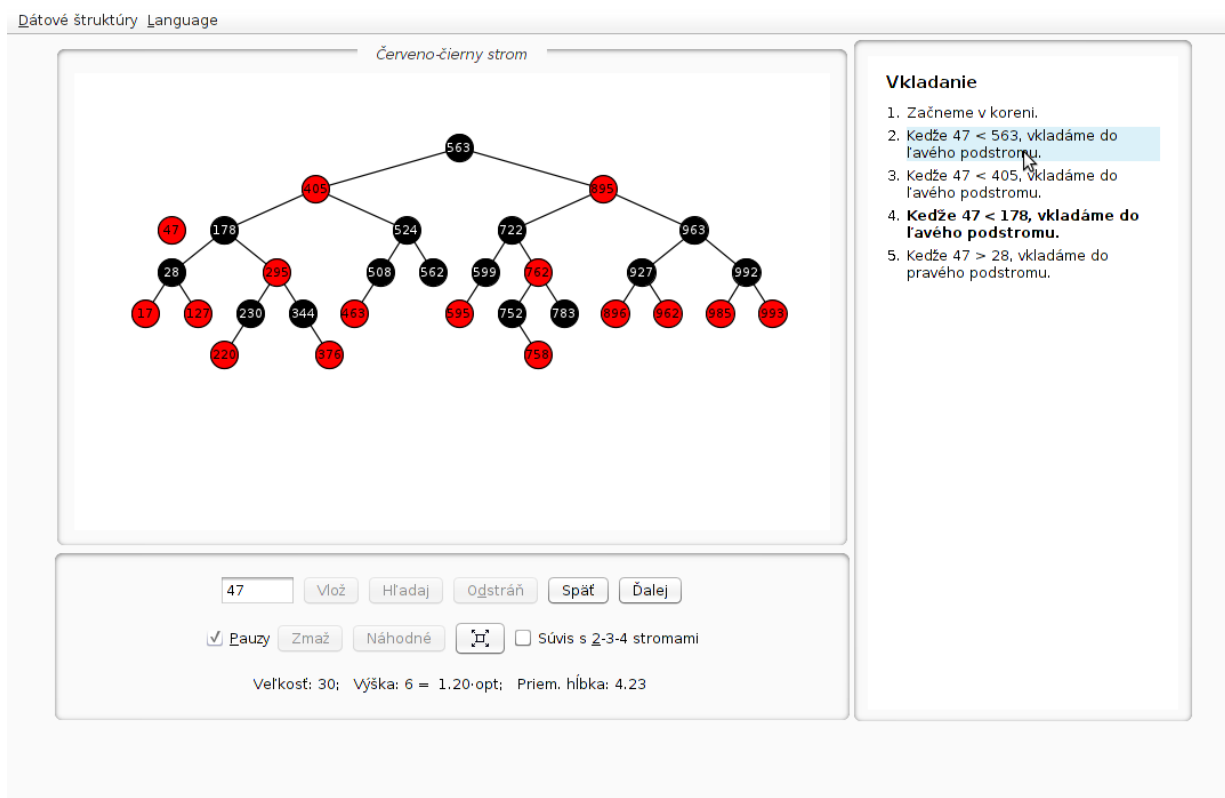 Dátové štruktúry Language
Červeno-čierny strom
563
405 895
47 178 524 722 963
28 295 508 562 599 762 927 992
17 127 230 344 463 595 752 783 896 962 985 993
220 376 758
47 Vlož Hľadaj Odstráň Späť Ďalej
Pauzy Zmaž Náhodné Súvis s 2-3-4 stromami
Veľkosť: 30; Výška: 6 = 1.20·opt; Priem. hĺbka: 4.23
Vkladanie
1. Začneme v koreni.
2. Kedže 47 < 563, vkladáme do
ľavého podstromu.
3. Kedže 47 < 405, vkladáme do
ľavého podstromu.
4. Kedže 47 < 178, vkladáme do
ľavého podstromu.
5. Kedže 47 > 28, vkladáme do
pravého podstromu.